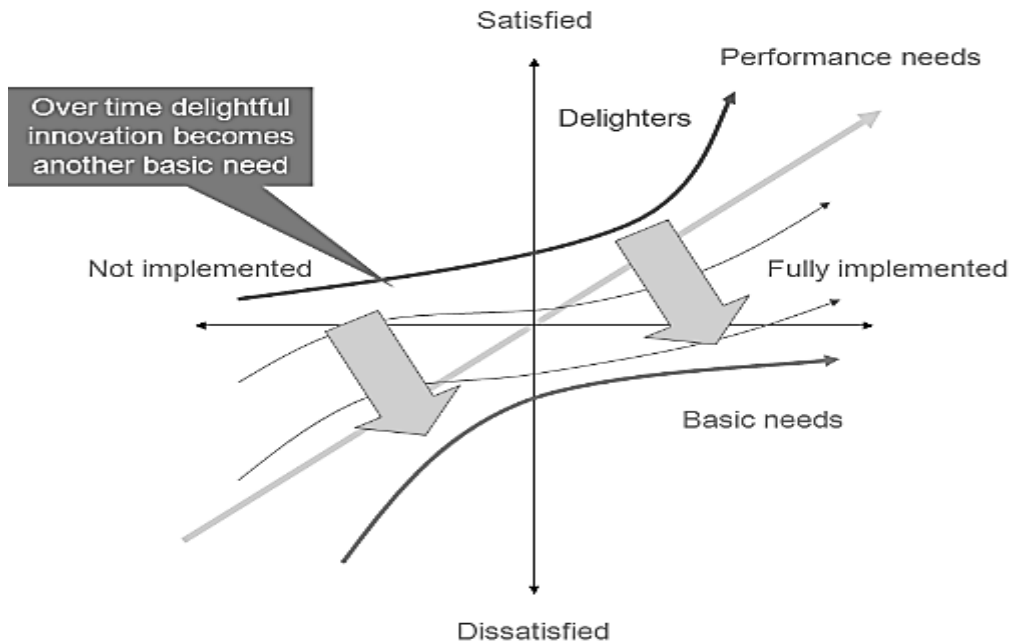 Satisfied
Performance needs
Over time delightful
innovation becomes
another basic need
Delighters
Not implemented
Fully implemented
Basic needs
Dissatisfied